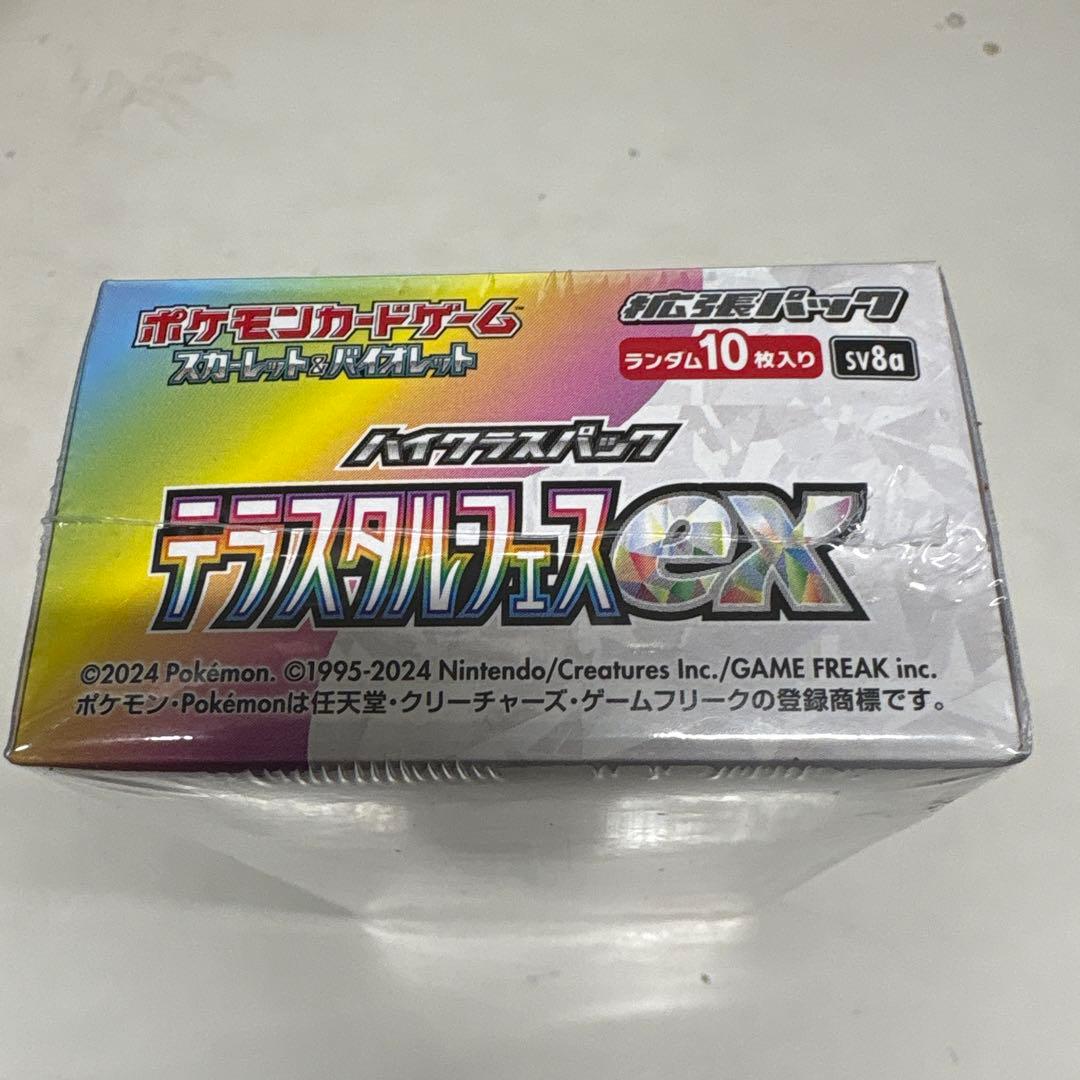 ポケモンカードゲーム
スカーレット&バイオレット
拡張パック
ランダム10枚入り
SV8a
ハイクラスパック
テラスタルフェスex
©2024 Pokémon. ©1995-2024 Nintendo/Creatures Inc./GAME FREAK inc.
ポケモン・Pokémonは任天堂・クリーチャーズ・ゲームフリークの登録商標です。